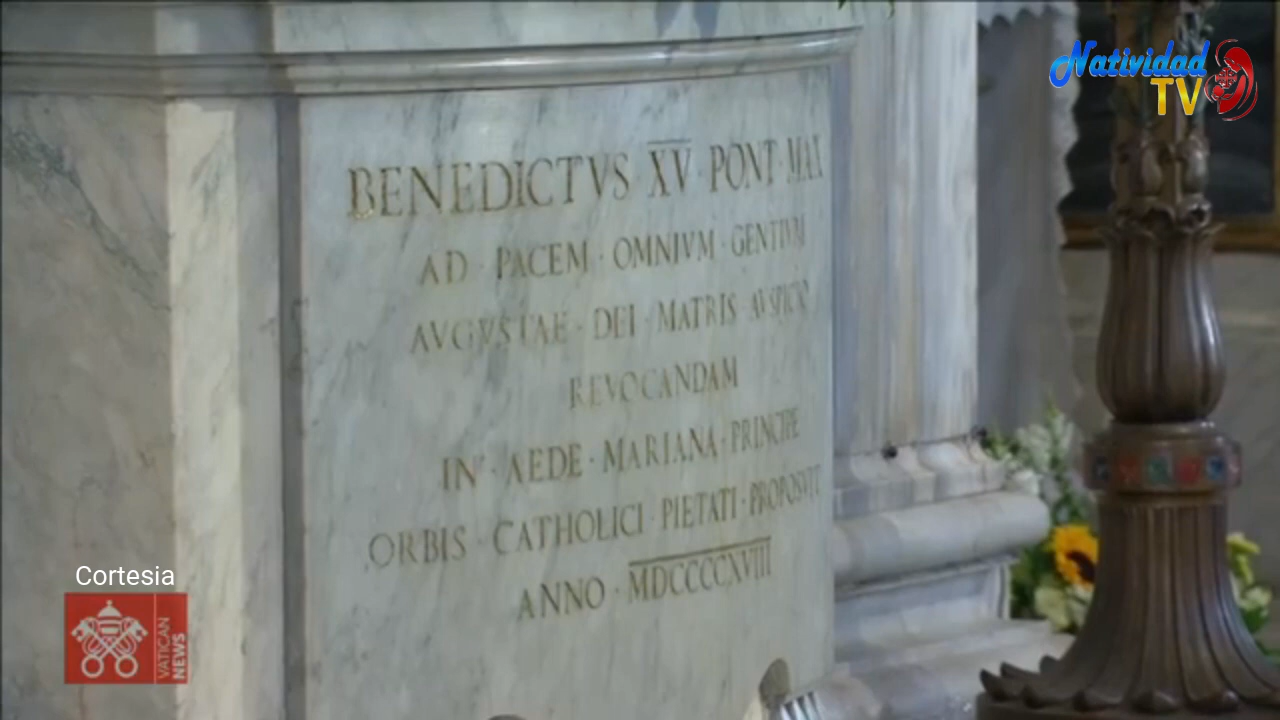 Natividad
TV
BENEDICTVS XV · PONT · MAX
AD · PACEM · OMNIVM · GENTIVM
AVGVSTAE · DEI · MATRIS AVSPICIO
REVOCANDAM
IN · AEDE · MARIANA · PRINCIPE
ORBIS · CATHOLICI · PIETATI · PROPOSVIT
ANNO · MDCCCCXVIII
Cortesia
VATICAN
NEWS